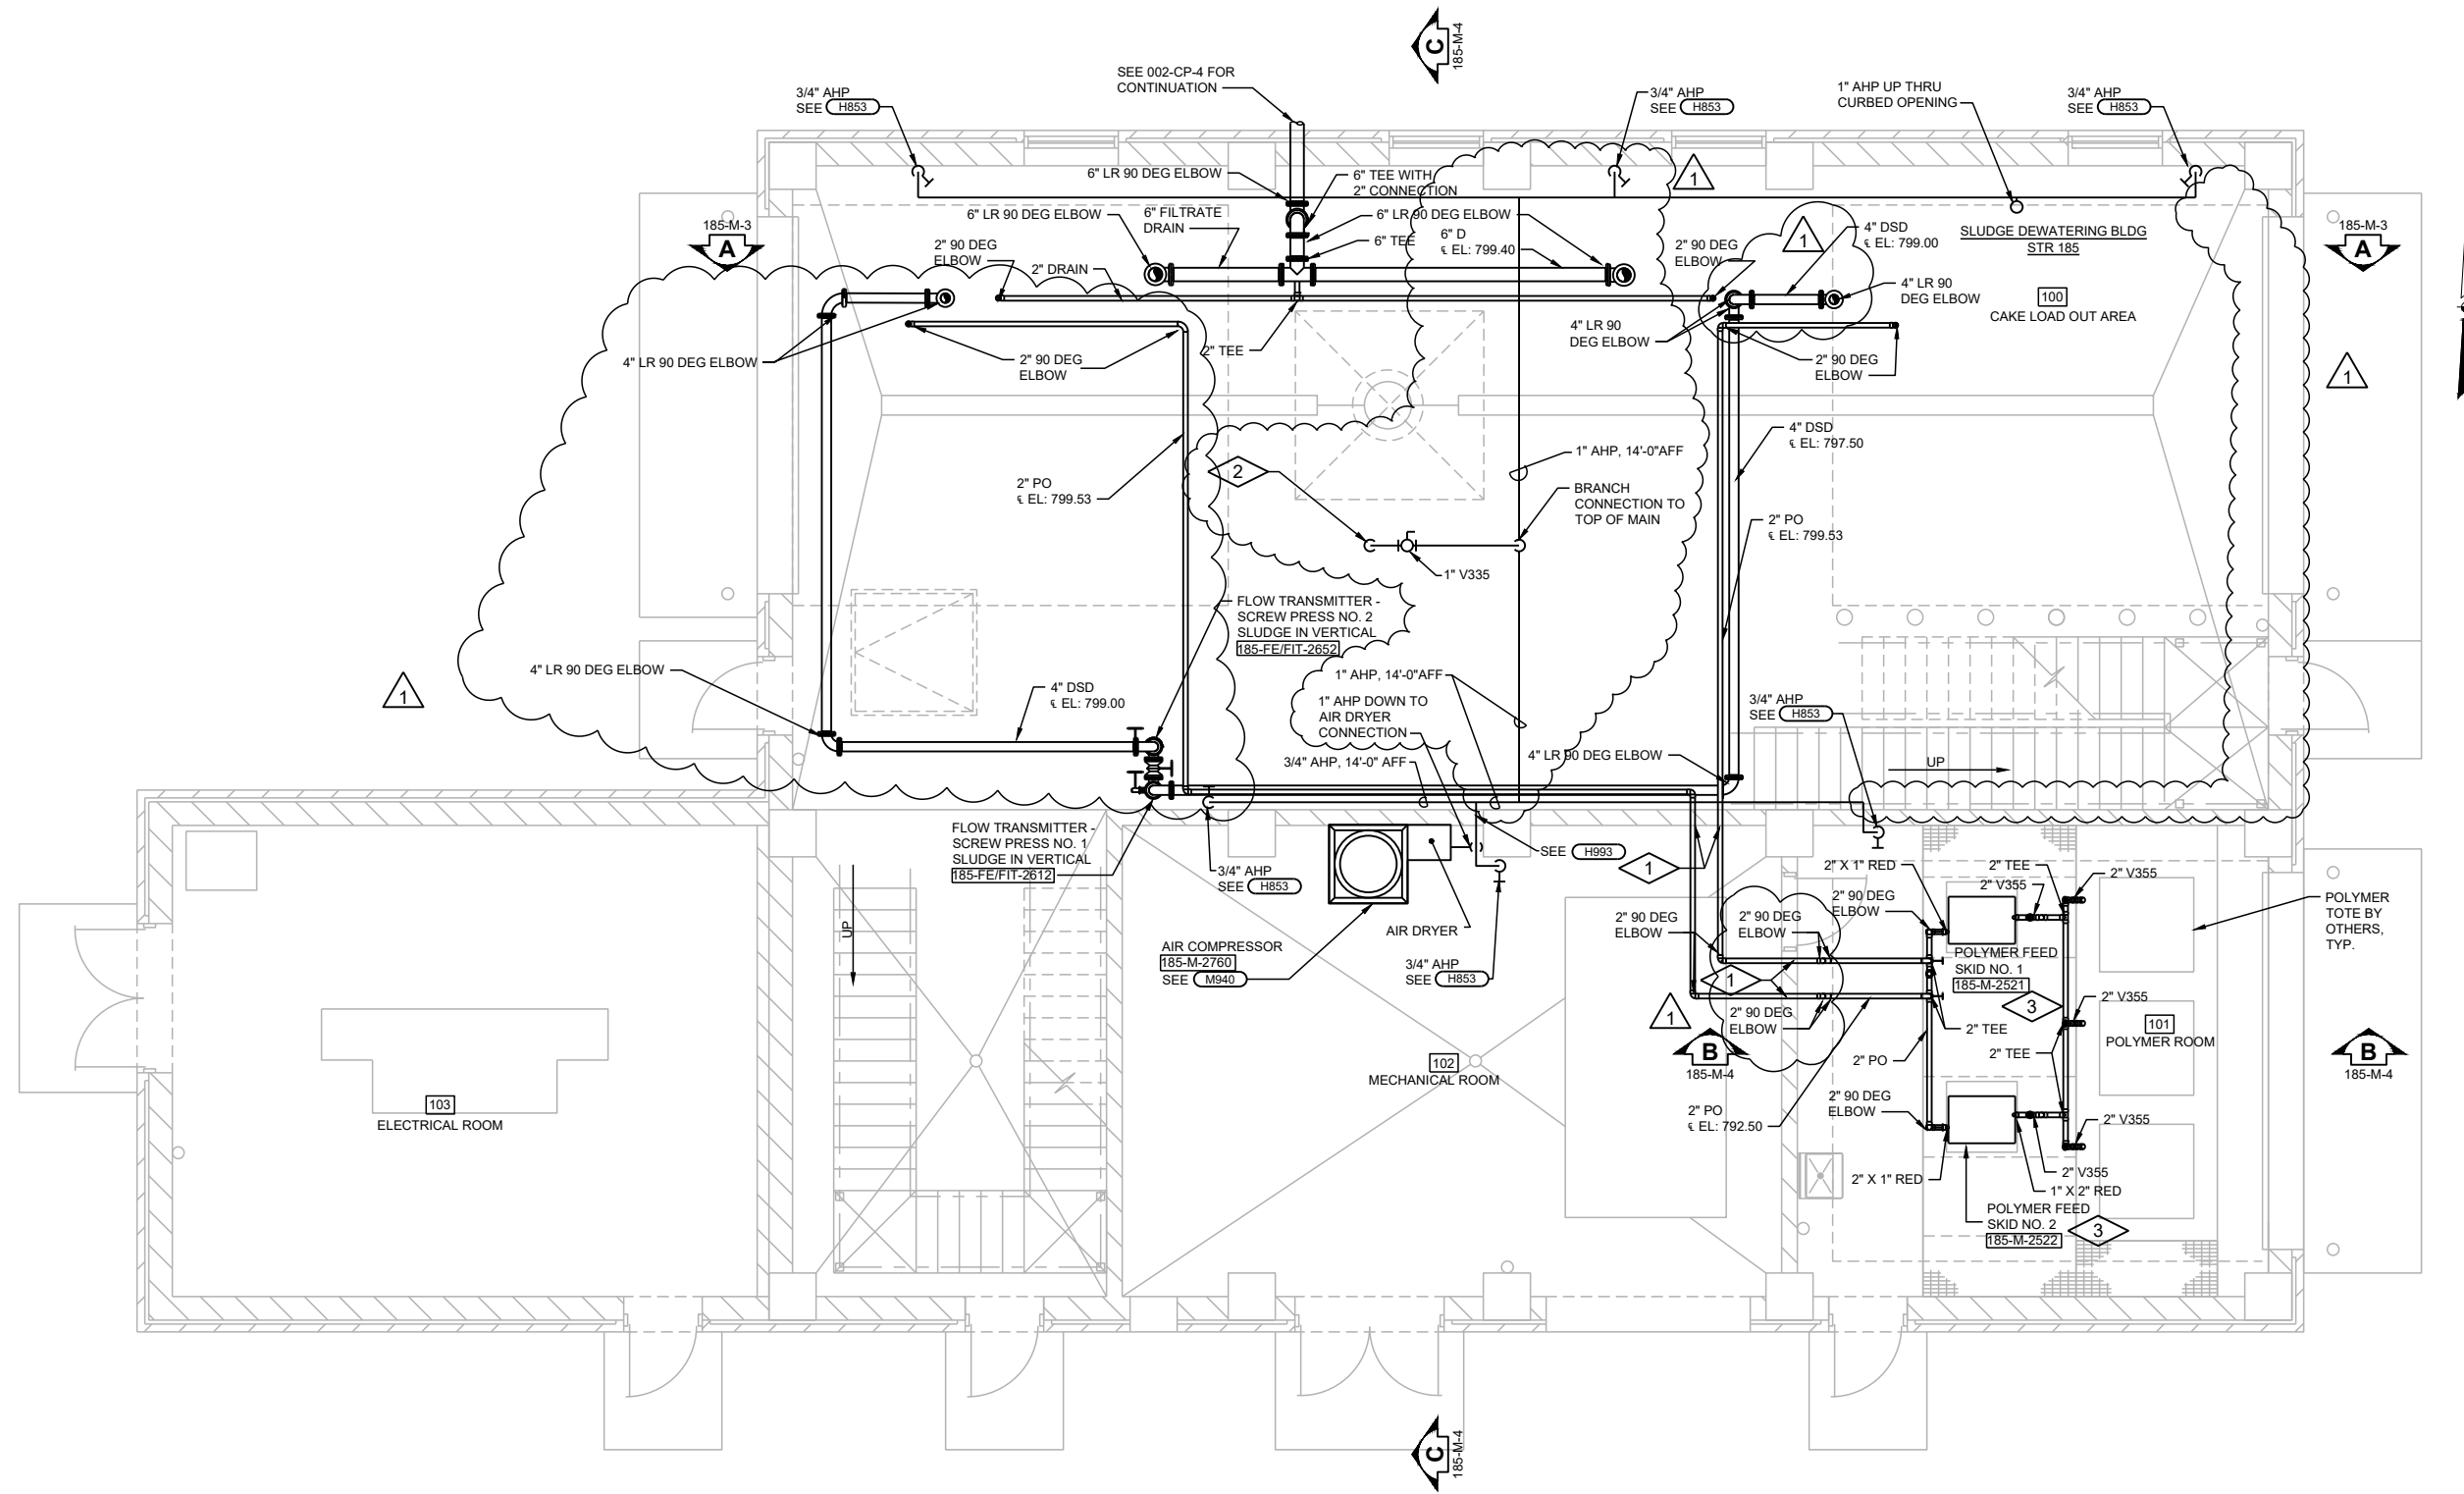 C
185-M-4
SEE 002-CP-4 FOR
CONTINUATION
3/4" AHP
SEE H853
3/4" AHP
SEE H853
1" AHP UP THRU
CURBED OPENING
3/4" AHP
SEE H853
6" LR 90 DEG ELBOW
6" TEE WITH
2" CONNECTION
1
6" LR 90 DEG ELBOW
6" FILTRATE
DRAIN
6" LR 90 DEG ELBOW
6" TEE
6" D
℄ EL: 799.40
2" 90 DEG
ELBOW
1
4" DSD
℄ EL: 799.00
SLUDGE DEWATERING BLDG
STR 185
185-M-3
A
185-M-3
A
2" 90 DEG
ELBOW
2" DRAIN
4" LR 90
DEG ELBOW
100
CAKE LOAD OUT AREA
4" LR 90 DEG ELBOW
2" 90 DEG
ELBOW
2" TEE
4" LR 90
DEG ELBOW
2" 90 DEG
ELBOW
1
4" DSD
℄ EL: 797.50
1" AHP, 14'-0"AFF
2
2" PO
℄ EL: 799.53
BRANCH
CONNECTION TO
TOP OF MAIN
2" PO
℄ EL: 799.53
1" V335
FLOW TRANSMITTER -
SCREW PRESS NO. 2
SLUDGE IN VERTICAL
185-FE/FIT-2652
4" LR 90 DEG ELBOW
1
4" DSD
℄ EL: 799.00
1" AHP, 14'-0"AFF
1" AHP DOWN TO
AIR DRYER
CONNECTION
3/4" AHP
SEE H853
4" LR 90 DEG ELBOW
3/4" AHP, 14'-0" AFF
UP
FLOW TRANSMITTER -
SCREW PRESS NO. 1
SLUDGE IN VERTICAL
185-FE/FIT-2612
3/4" AHP
SEE H853
SEE H993
1
2" X 1" RED
2" TEE
2" V355
2" V355
POLYMER
TOTE BY
OTHERS,
TYP.
UP
AIR DRYER
2" 90 DEG
ELBOW
2" 90 DEG
ELBOW
2" 90 DEG
ELBOW
AIR COMPRESSOR
185-M-2760
SEE M940
3/4" AHP
SEE H853
1
POLYMER FEED
SKID NO. 1
185-M-2521
3
2" V355
1
2" 90 DEG
ELBOW
2" TEE
101
POLYMER ROOM
B
185-M-4
2" PO
2" TEE
B
185-M-4
102
MECHANICAL ROOM
103
ELECTRICAL ROOM
2" PO
℄ EL: 792.50
2" 90 DEG
ELBOW
2" V355
2" X 1" RED
2" V355
1" X 2" RED
POLYMER FEED
SKID NO. 2
185-M-2522
3
C
185-M-4